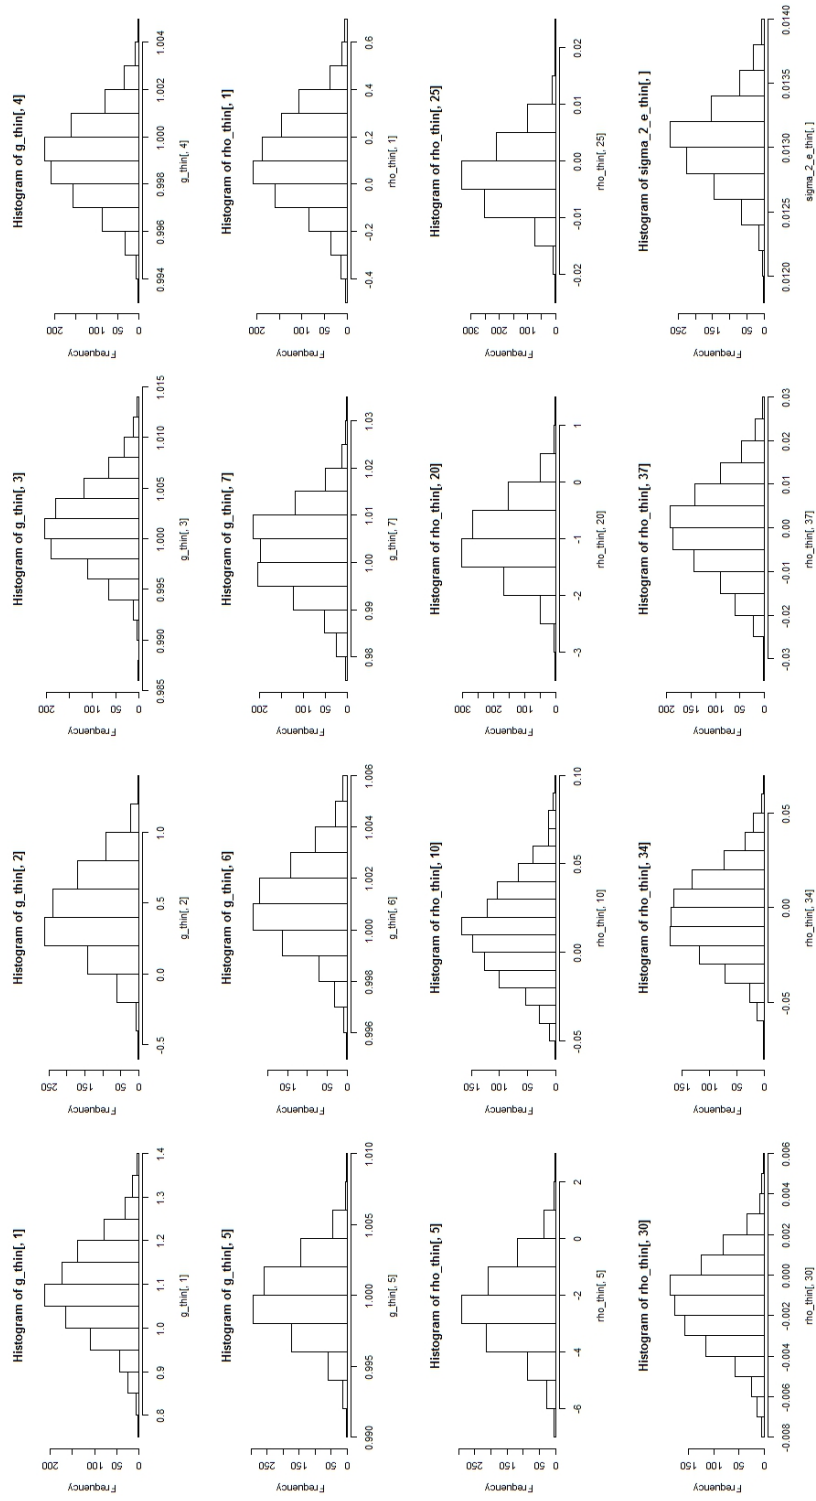 Histogram of g_thin[, 1]
Frequency
0 50 100 200
0.8 0.9 1.0 1.1 1.2 1.3 1.4
g_thin[, 1]
Histogram of g_thin[, 2]
Frequency
0 50 150 250
-0.5 0.0 0.5 1.0
g_thin[, 2]
Histogram of g_thin[, 3]
Frequency
0 50 100 200
0.985 0.990 0.995 1.000 1.005 1.010 1.015
g_thin[, 3]
Histogram of g_thin[, 4]
Frequency
0 50 100 200
0.994 0.996 0.998 1.000 1.002 1.004
g_thin[, 4]
Histogram of g_thin[, 5]
Frequency
0 50 150 250
0.990 0.995 1.000 1.005 1.010
g_thin[, 5]
Histogram of g_thin[, 6]
Frequency
0 50 150
0.996 0.998 1.000 1.002 1.004 1.006
g_thin[, 6]
Histogram of g_thin[, 7]
Frequency
0 50 100 200
0.98 0.99 1.00 1.01 1.02 1.03
g_thin[, 7]
Histogram of rho_thin[, 1]
Frequency
0 50 100 200
-0.4 -0.2 0.0 0.2 0.4 0.6
rho_thin[, 1]
Histogram of rho_thin[, 5]
Frequency
0 50 150 250
-6 -4 -2 0 2
rho_thin[, 5]
Histogram of rho_thin[, 10]
Frequency
0 50 100 150
-0.05 0.00 0.05 0.10
rho_thin[, 10]
Histogram of rho_thin[, 20]
Frequency
0 100 200 300
-3 -2 -1 0 1
rho_thin[, 20]
Histogram of rho_thin[, 25]
Frequency
0 50 100 200 300
-0.02 -0.01 0.00 0.01 0.02
rho_thin[, 25]
Histogram of rho_thin[, 30]
Frequency
0 50 100 150
-0.008 -0.006 -0.004 -0.002 0.000 0.002 0.004 0.006
rho_thin[, 30]
Histogram of rho_thin[, 34]
Frequency
0 50 100 150
-0.05 0.00 0.05
rho_thin[, 34]
Histogram of rho_thin[, 37]
Frequency
0 50 100 150 200
-0.03 -0.02 -0.01 0.00 0.01 0.02 0.03
rho_thin[, 37]
Histogram of sigma_2_e_thin[, ]
Frequency
0 50 150 250
0.0120 0.0125 0.0130 0.0135 0.0140
sigma_2_e_thin[, ]